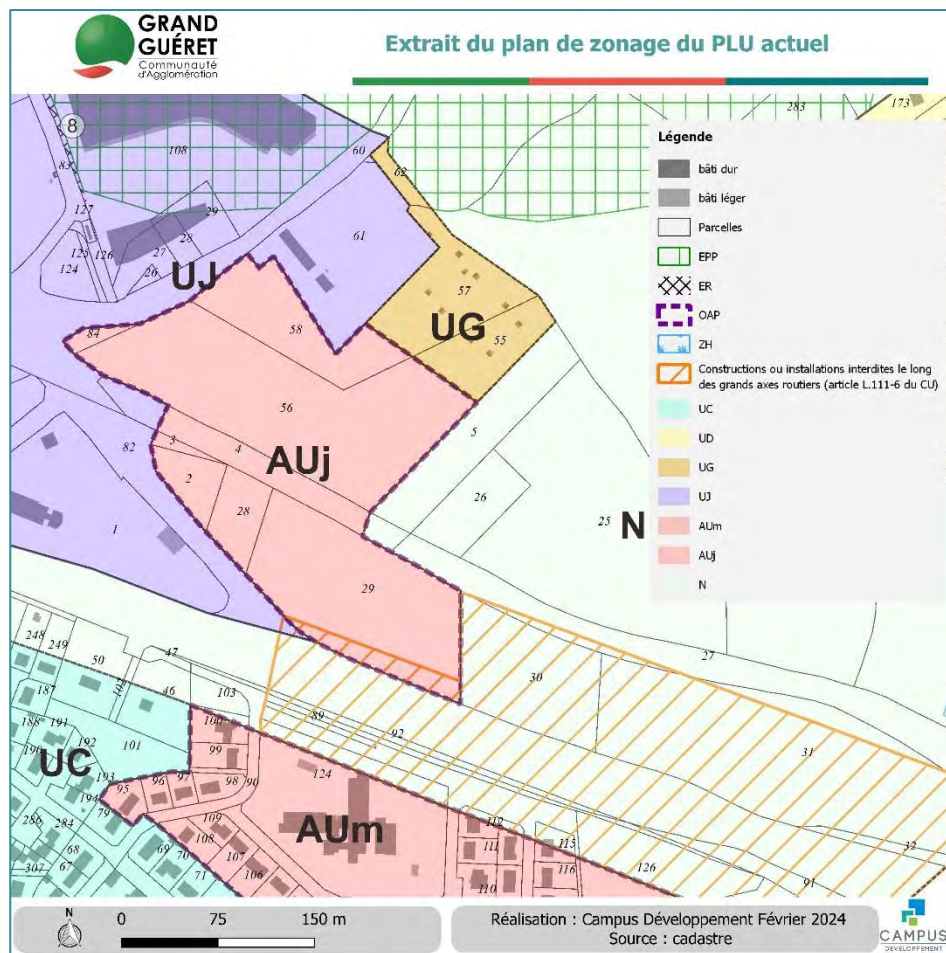 GRAND
GUÉRET
Communauté
d'Agglomération
Extrait du plan de zonage du PLU actuel
8
83
108
60
62
283
173
127
29
28
27
26
125
126
124
61
UJ
57
UG
55
58
84
56
5
3
4
82
AUj
2
28
26
25
N
1
29
Légende
bâti dur
bâti léger
Parcelles
EPP
ER
OAP
ZH
Constructions ou installations interdites le long
des grands axes routiers (article L.111-6 du CU)
UC
UD
UG
UJ
AUm
AUj
N
248
249
50
47
102
46
103
30
27
187
100
89
92
31
188
191
192
101
99
190
UC
193
97
98
90
124
96
194
95
79
109
AUm
112
286
284
108
111
115
32
68
69
70
107
116
307
67
71
106
110
126
91
N
0 75 150 m
Réalisation : Campus Développement Février 2024
Source : cadastre
CAMPUS
DÉVELOPPEMENT